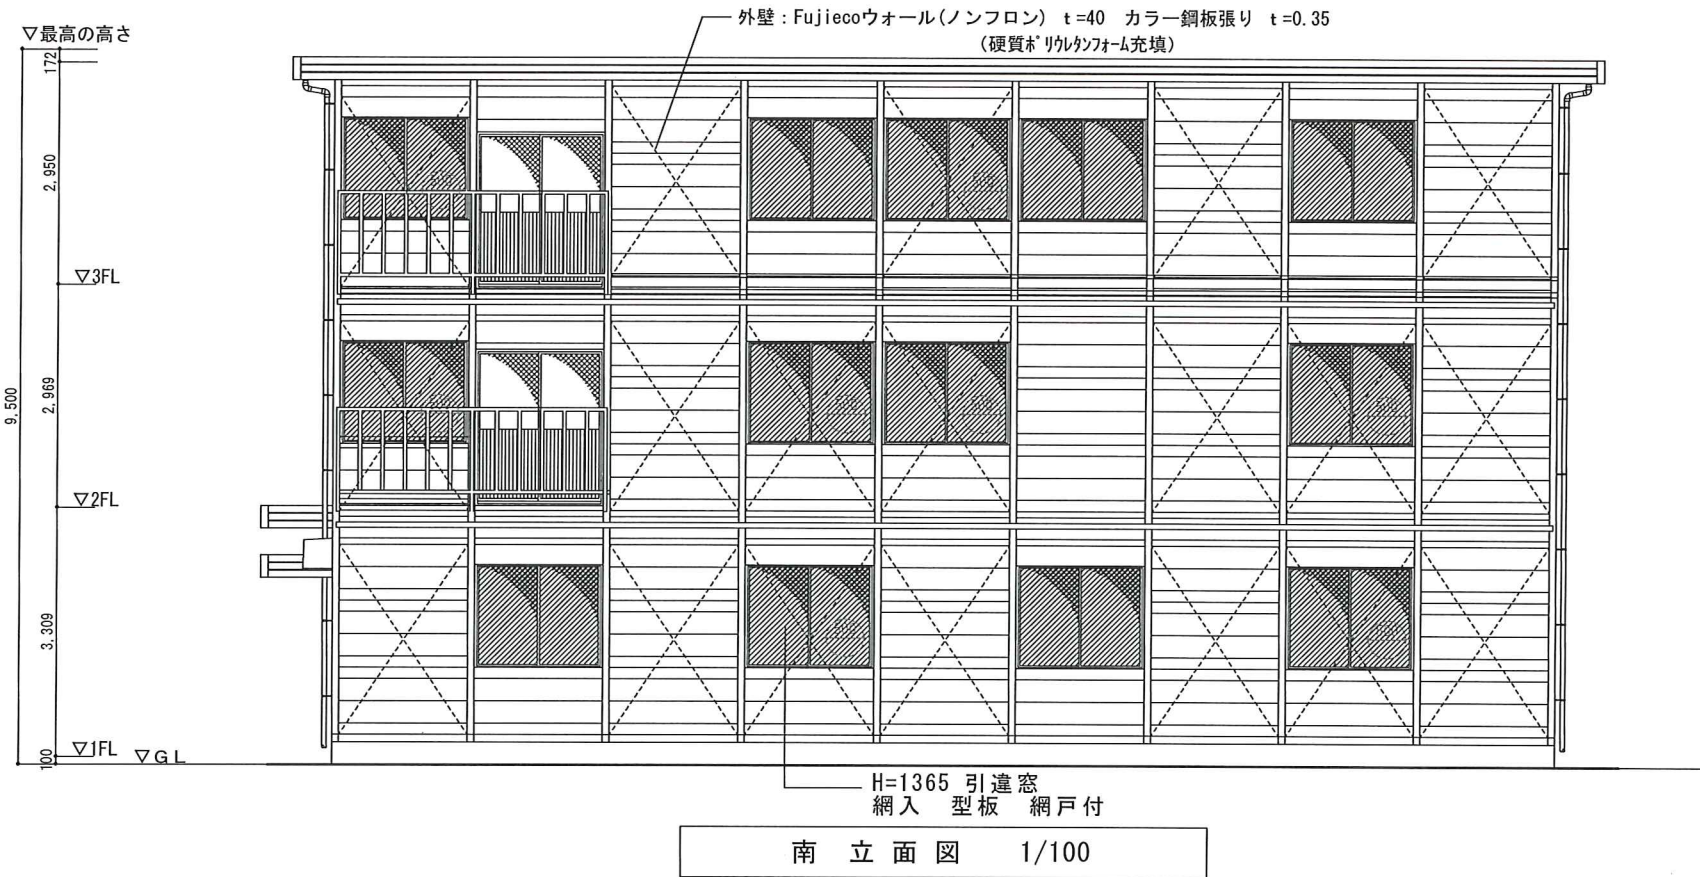 外壁：Fujiecoウォール(ノンフロン) t=40 カラー鋼板張り t=0.35
(硬質ﾎﾟﾘｳﾚﾀﾝﾌｫｰﾑ充填)
▽最高の高さ
172
2,950
▽3FL
2,969
9,500
▽2FL
3,309
▽1FL
100
▽GL
H=1365 引違窓
網入 型板 網戸付
南立面図 1/100